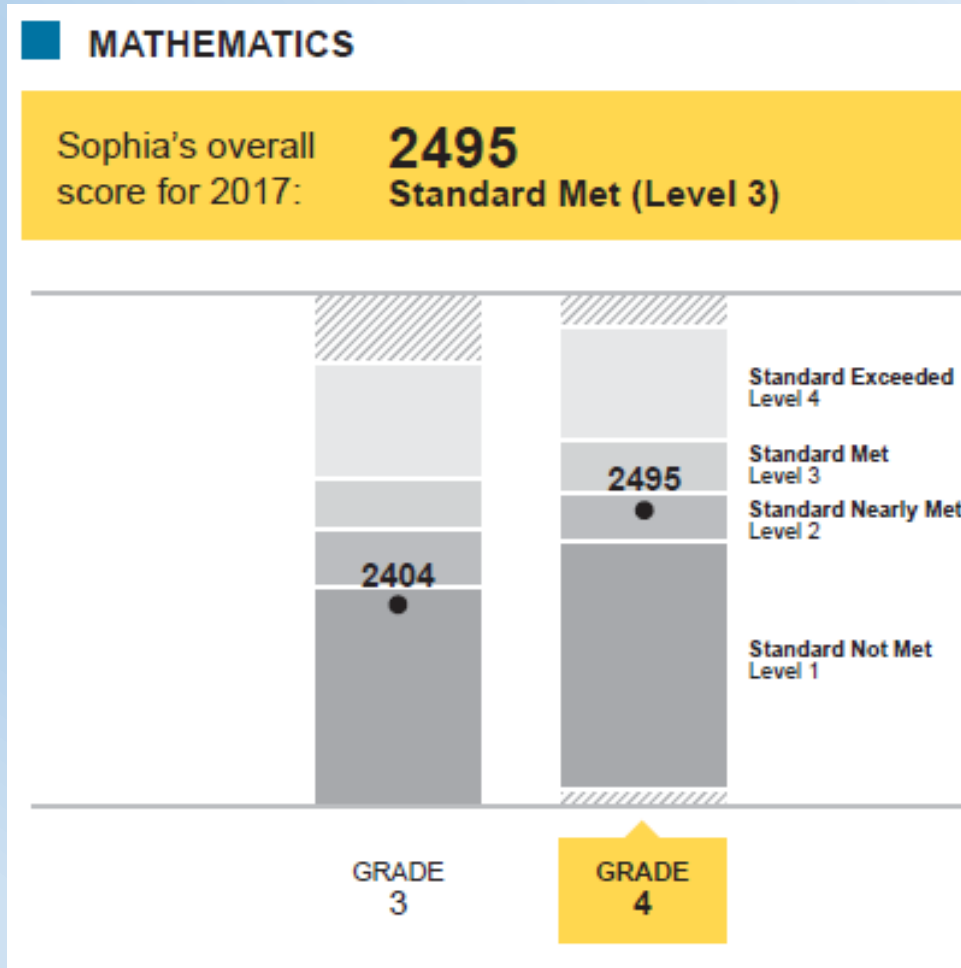 MATHEMATICS
Sophia's overall
score for 2017:
2495
Standard Met (Level 3)
Standard Exceeded
Level 4
Standard Met
Level 3
2495
Standard Nearly Met
Level 2
2404
Standard Not Met
Level 1
GRADE
3
GRADE
4